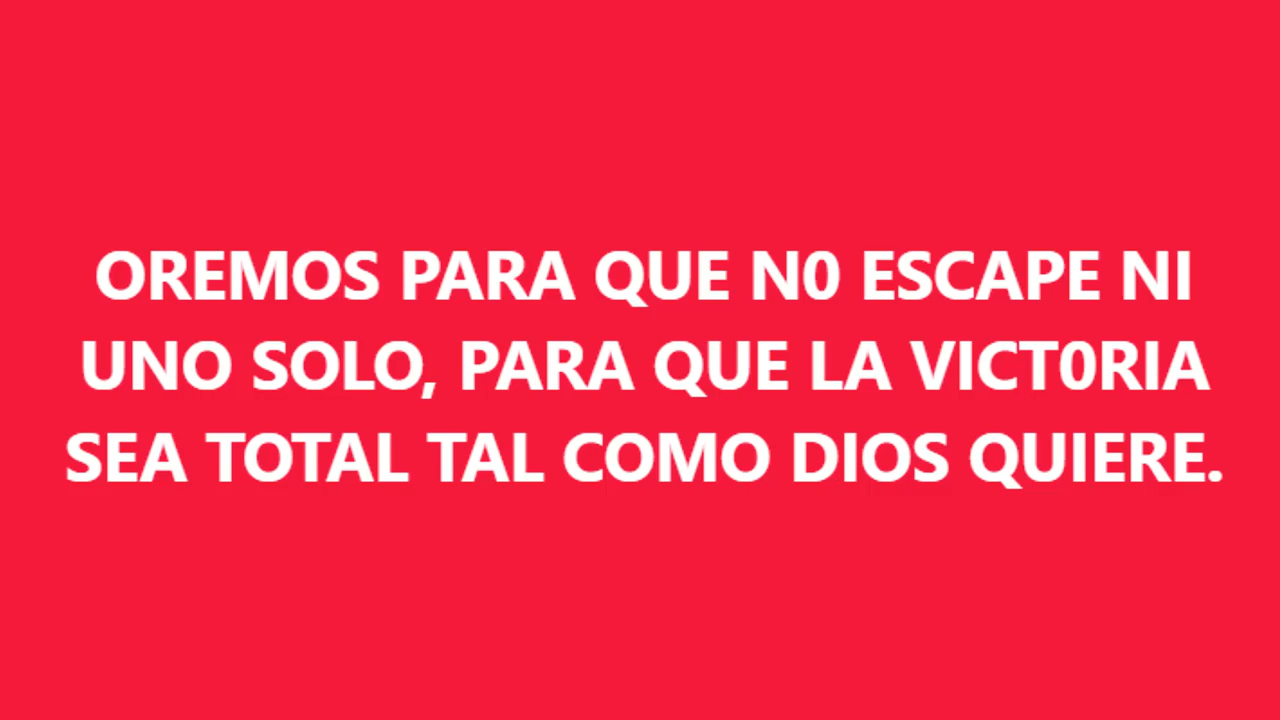 OREMOS PARA QUE N0 ESCAPE NI
UNO SOLO, PARA QUE LA VICT0RIA
SEA TOTAL TAL COMO DIOS QUIERE.